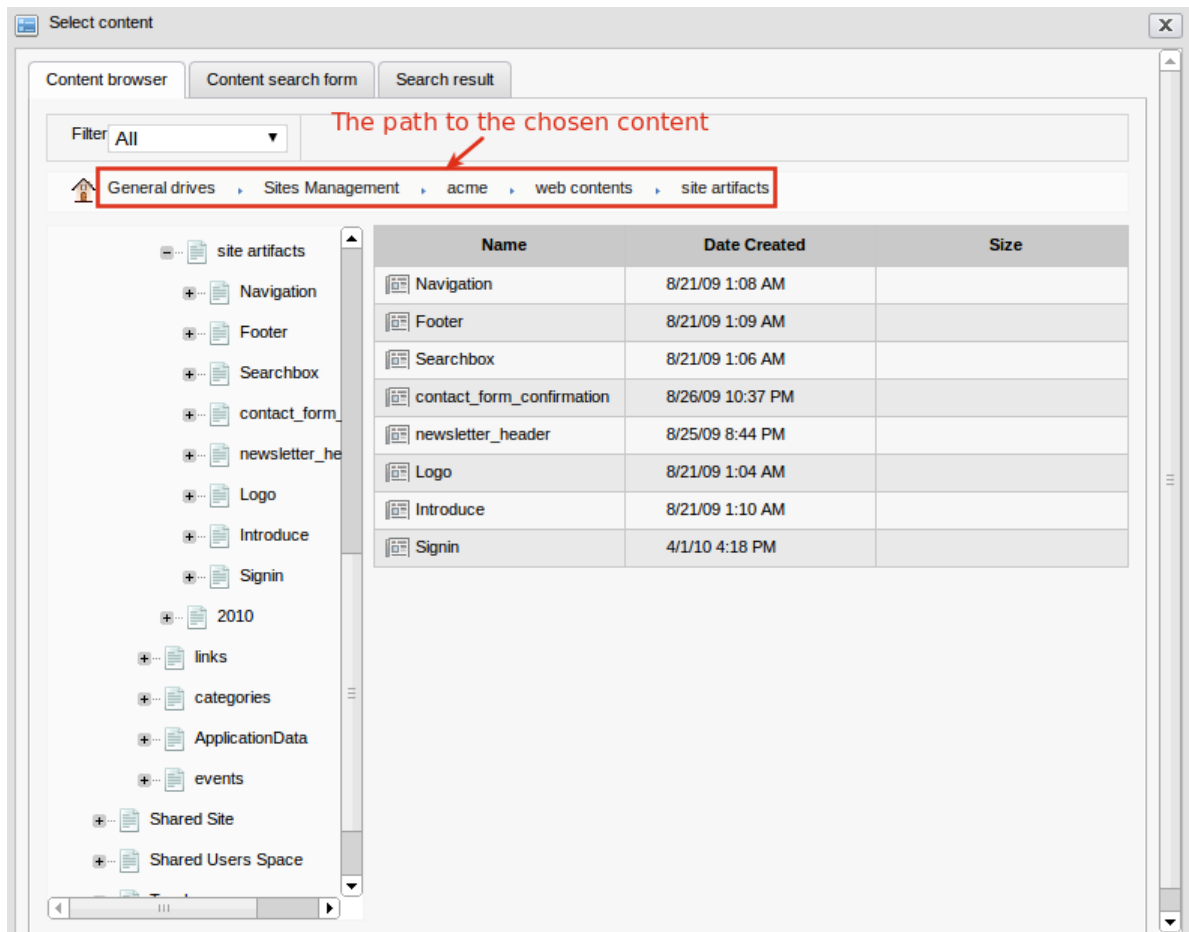 Select content
X
Content browser Content search form Search result
The path to the chosen content
Filter All
General drives Sites Management acme web contents site artifacts
site artifacts
Navigation
Footer
Searchbox
contact_form_
newsletter_he
Logo
Introduce
Signin
2010
links
categories
ApplicationData
events
Shared Site
Shared Users Space
Name Date Created Size
Navigation 8/21/09 1:08 AM
Footer 8/21/09 1:09 AM
Searchbox 8/21/09 1:06 AM
contact_form_confirmation 8/26/09 10:37 PM
newsletter_header 8/25/09 8:44 PM
Logo 8/21/09 1:04 AM
Introduce 8/21/09 1:10 AM
Signin 4/1/10 4:18 PM